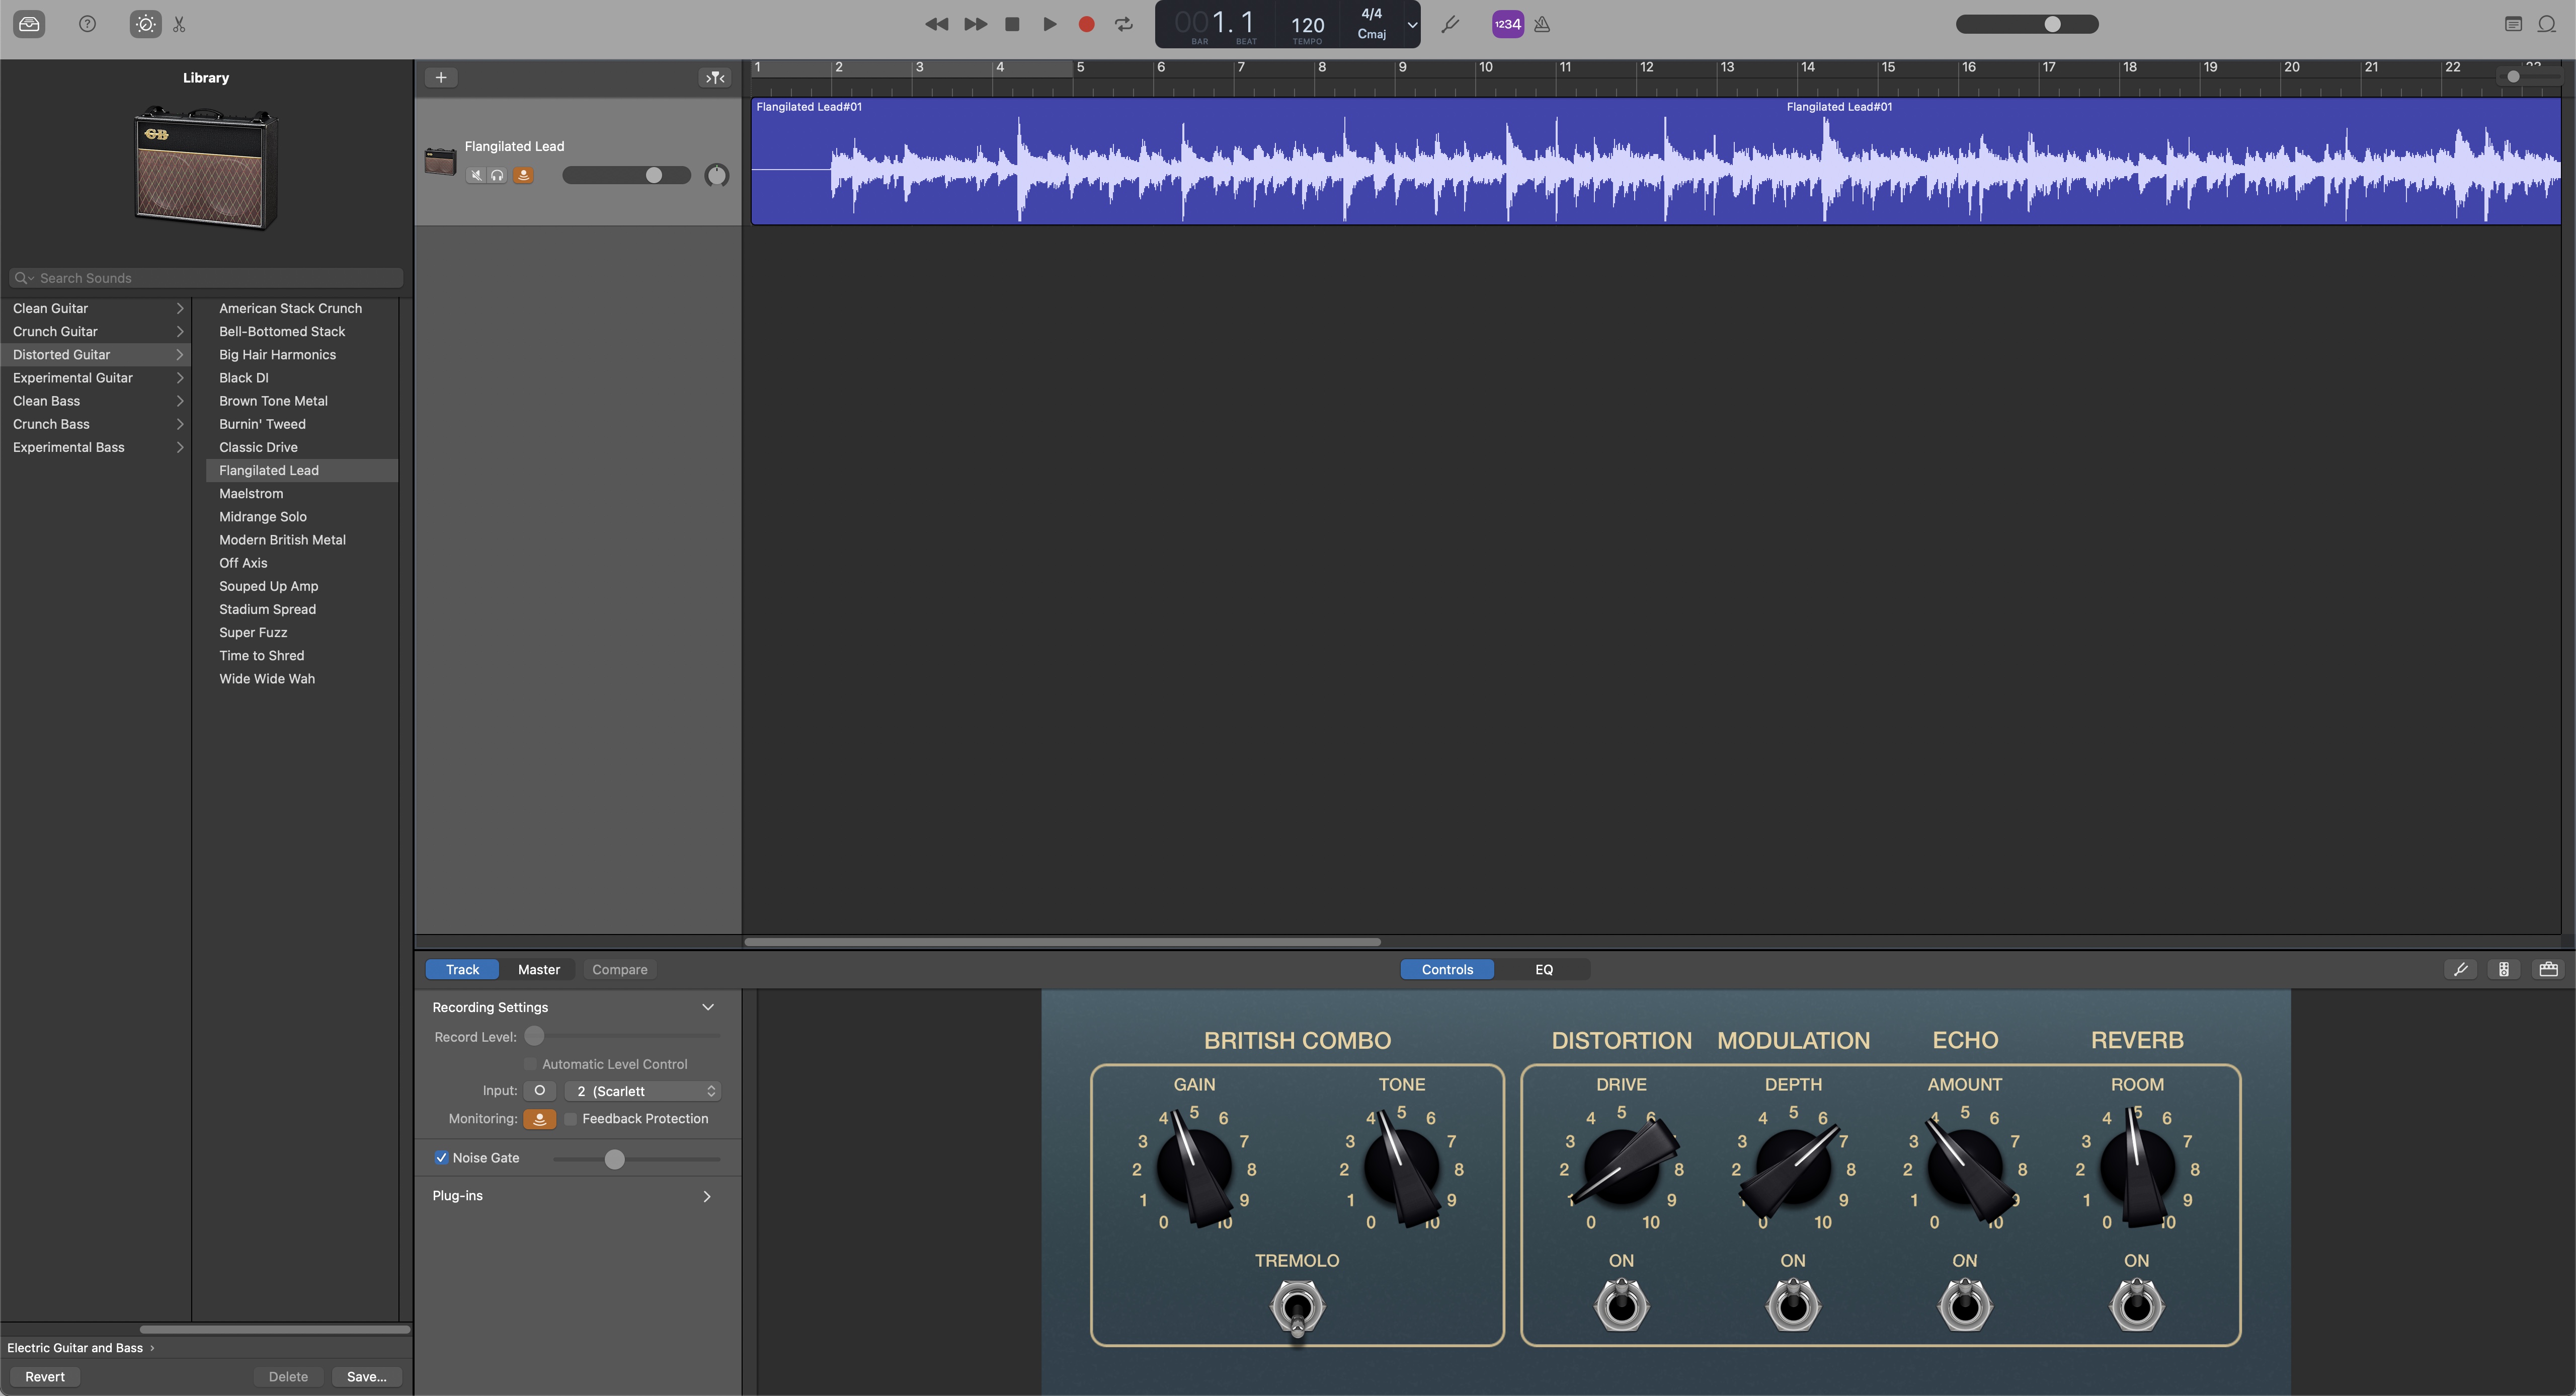 001.1
BAR BEAT
120
TEMPO
4/4
Cmaj
1234
Library
GB
Search Sounds
Clean Guitar
Crunch Guitar
Distorted Guitar
Experimental Guitar
Clean Bass
Crunch Bass
Experimental Bass
American Stack Crunch
Bell-Bottomed Stack
Big Hair Harmonics
Black DI
Brown Tone Metal
Burnin' Tweed
Classic Drive
Flangilated Lead
Maelstrom
Midrange Solo
Modern British Metal
Off Axis
Souped Up Amp
Stadium Spread
Super Fuzz
Time to Shred
Wide Wide Wah
Electric Guitar and Bass ›
Revert Delete Save...
1 2 3 4 5 6 7 8 9 10 11 12 13 14 15 16 17 18 19 20 21 22 23
Flangilated Lead
Flangilated Lead#01 Flangilated Lead#01
Track Master Compare
Controls EQ
Recording Settings
Record Level:
Automatic Level Control
Input: 2 (Scarlett
Monitoring: Feedback Protection
Noise Gate
Plug-ins
BRITISH COMBO
GAIN
0 1 2 3 4 5 6 7 8 9 10
TONE
0 1 2 3 4 5 6 7 8 9 10
TREMOLO
DISTORTION
DRIVE
0 1 2 3 4 5 6 8 9 10
ON
MODULATION
DEPTH
0 1 2 3 4 5 6 7 8 9 10
ON
ECHO
AMOUNT
0 1 2 3 4 5 6 7 8 9 10
ON
REVERB
ROOM
0 1 2 3 4 5 6 7 8 9 10
ON